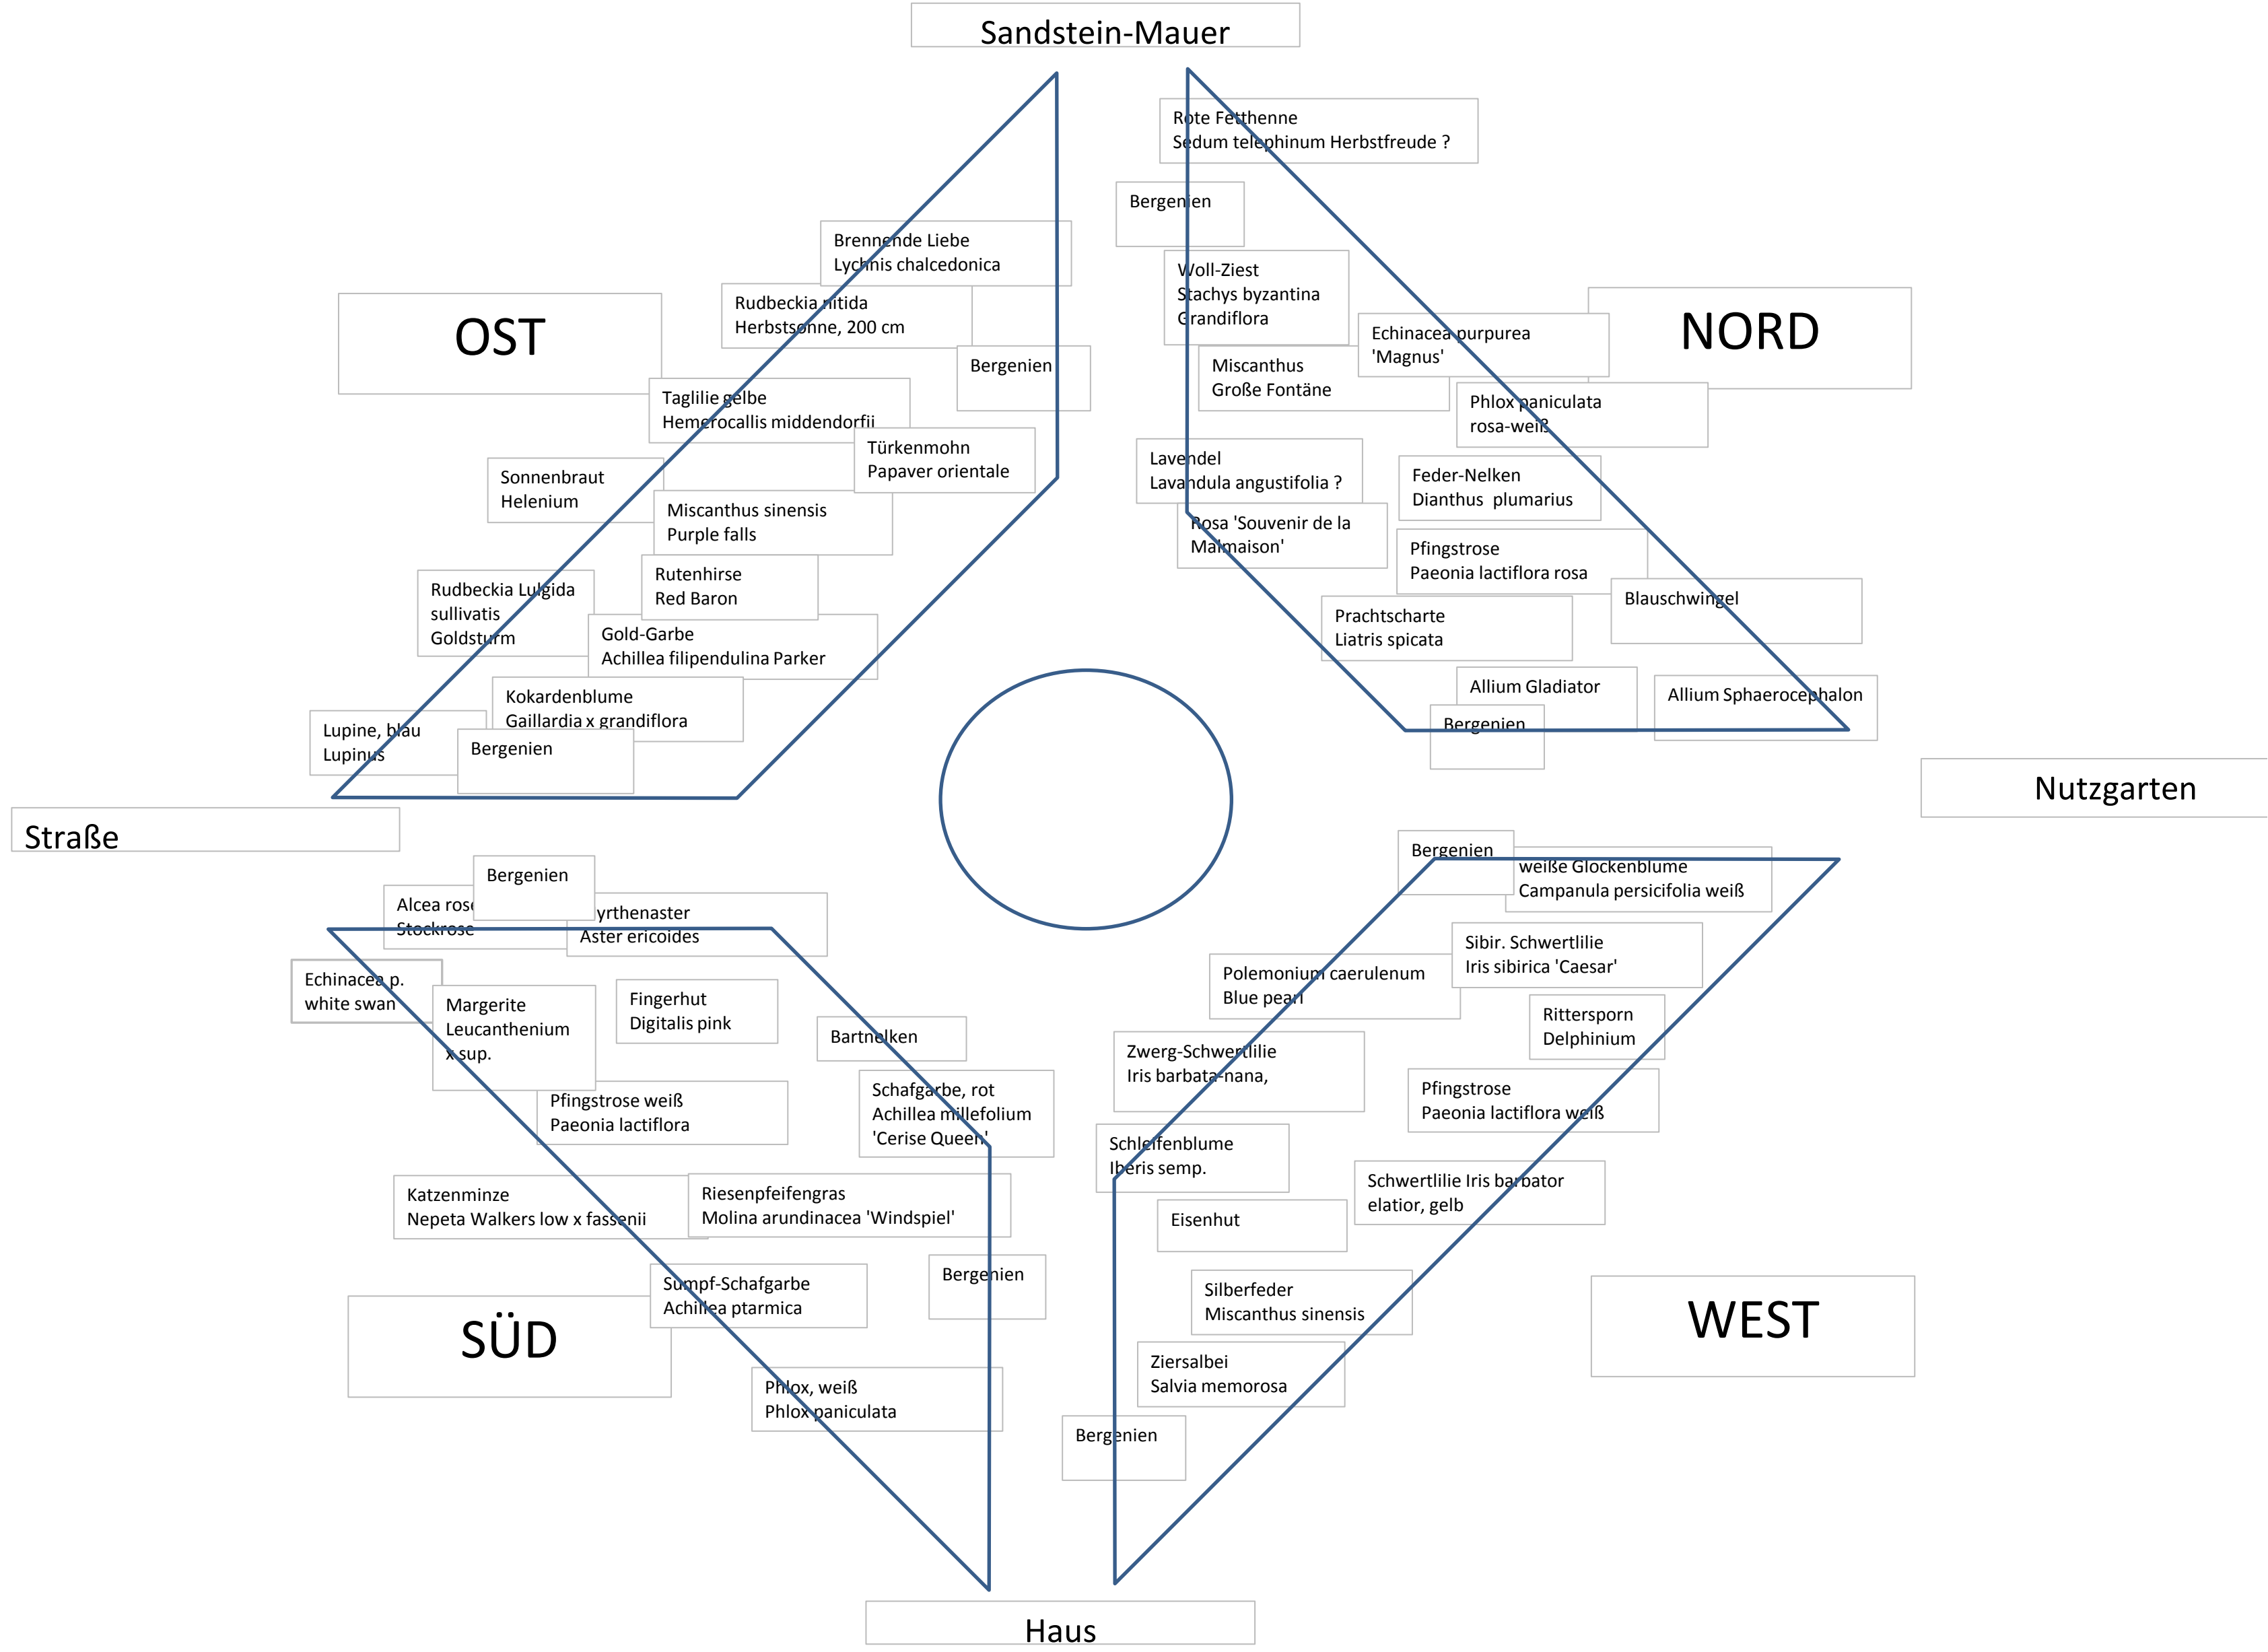 Sandstein-Mauer
OST
Brennende Liebe
Lychnis chalcedonica
Rudbeckia nitida
Herbstsonne, 200 cm
Bergenien
Taglilie gelbe
Hemerocallis middendorfii
Türkenmohn
Papaver orientale
Sonnenbraut
Helenium
Miscanthus sinensis
Purple falls
Rutenhirse
Red Baron
Rudbeckia Lulgida
sullivatis
Goldsturm
Gold-Garbe
Achillea filipendulina Parker
Kokardenblume
Gaillardia x grandiflora
Lupine, blau
Lupinus
Bergenien
Rote Fetthenne
Sedum telephinum Herbstfreude ?
Bergenien
Woll-Ziest
Stachys byzantina
Grandiflora
NORD
Echinacea purpurea
'Magnus'
Miscanthus
Große Fontäne
Phlox paniculata
rosa-weiß
Lavendel
Lavandula angustifolia ?
Feder-Nelken
Dianthus plumarius
Rosa 'Souvenir de la
Malmaison'
Pfingstrose
Paeonia lactiflora rosa
Blauschwingel
Prachtscharte
Liatris spicata
Allium Gladiator
Allium Sphaerocephalon
Bergenien
Straße
Nutzgarten
Bergenien
Alcea rose
Stockrose
yrthenaster
Aster ericoides
Echinacea p.
white swan
Margerite
Leucanthenium
x sup.
Fingerhut
Digitalis pink
Bartnelken
Schafgarbe, rot
Achillea millefolium
'Cerise Queen'
Pfingstrose weiß
Paeonia lactiflora
Katzenminze
Nepeta Walkers low x fassenii
Riesenpfeifengras
Molina arundinacea 'Windspiel'
Bergenien
Sumpf-Schafgarbe
Achillea ptarmica
SÜD
Phlox, weiß
Phlox paniculata
Bergenien
weiße Glockenblume
Campanula persicifolia weiß
Sibir. Schwertlilie
Iris sibirica 'Caesar'
Polemonium caerulenum
Blue pearl
Rittersporn
Delphinium
Zwerg-Schwertlilie
Iris barbata-nana,
Pfingstrose
Paeonia lactiflora weiß
Schleifenblume
Iberis semp.
Schwertlilie Iris barbator
elatior, gelb
Eisenhut
Silberfeder
Miscanthus sinensis
WEST
Ziersalbei
Salvia memorosa
Bergenien
Haus